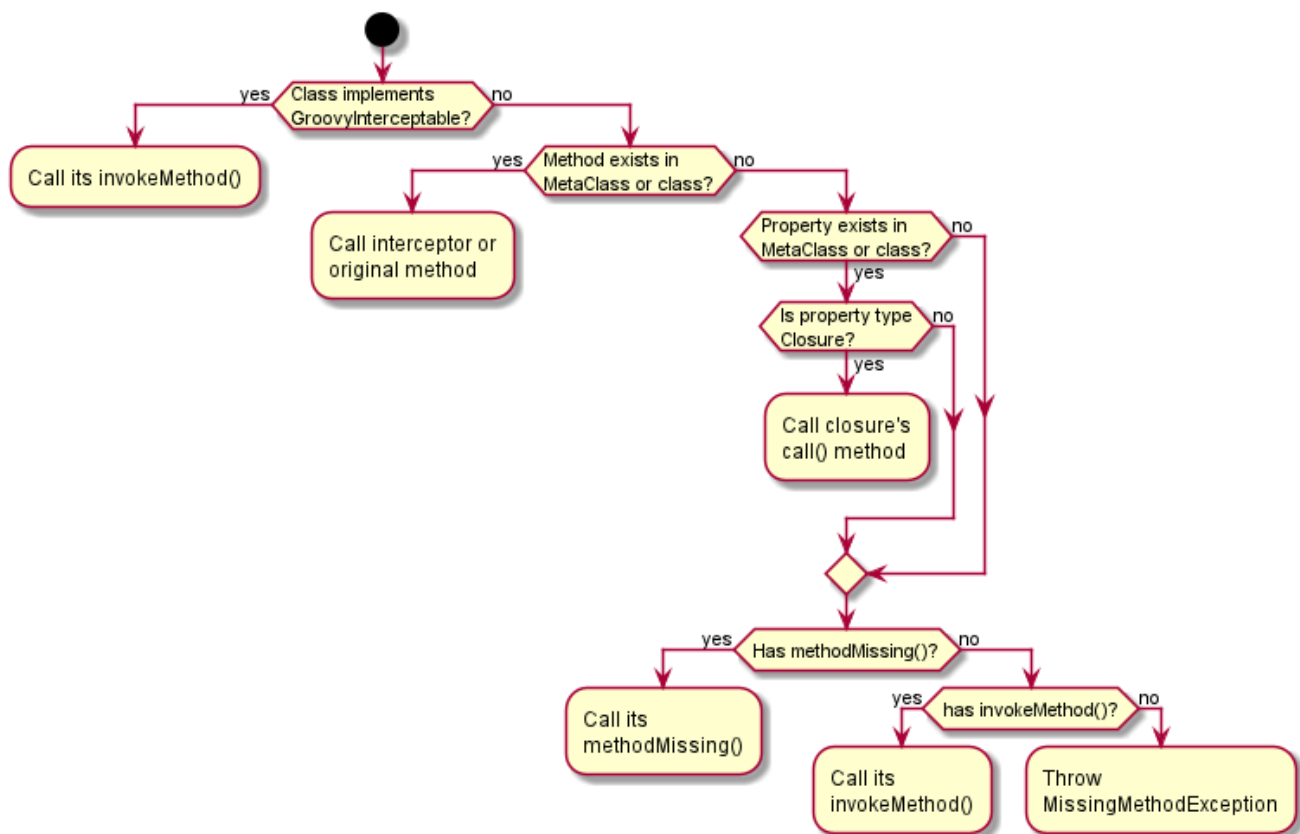 Class implements
GroovyInterceptable?
yes
no
Call its invokeMethod()
Method exists in
MetaClass or class?
yes
no
Call interceptor or
original method
Property exists in
MetaClass or class?
no
yes
Is property type
Closure?
no
yes
Call closure's
call() method
Has methodMissing()?
yes
no
Call its
methodMissing()
has invokeMethod()?
yes
no
Call its
invokeMethod()
Throw
MissingMethodException